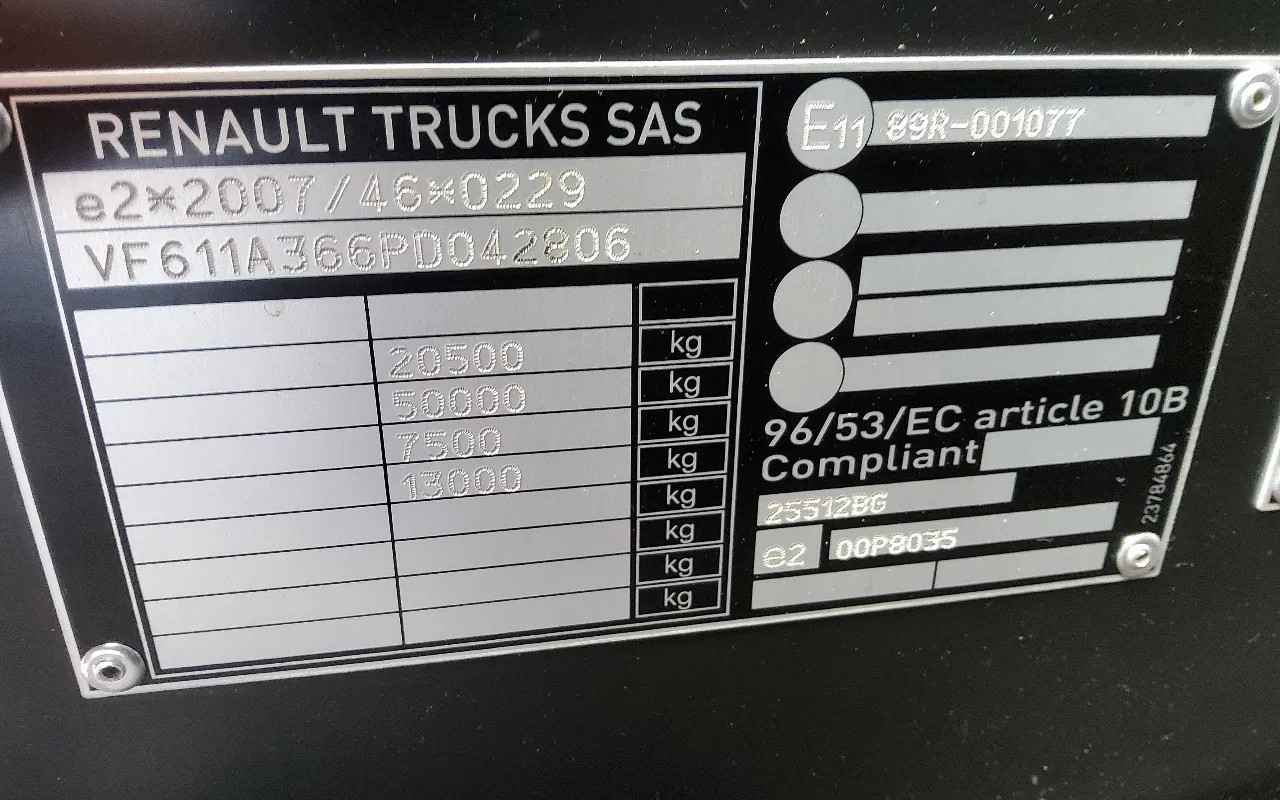 RENAULT TRUCKS SAS
e2*2007/46*0229
VF611A366PD042806
20500 kg
50000 kg
7500 kg
13000 kg
kg
kg
kg
kg
E11 89R-001077
96/53/EC article 10B
Compliant
25512BG
e2 00P8035
23784864